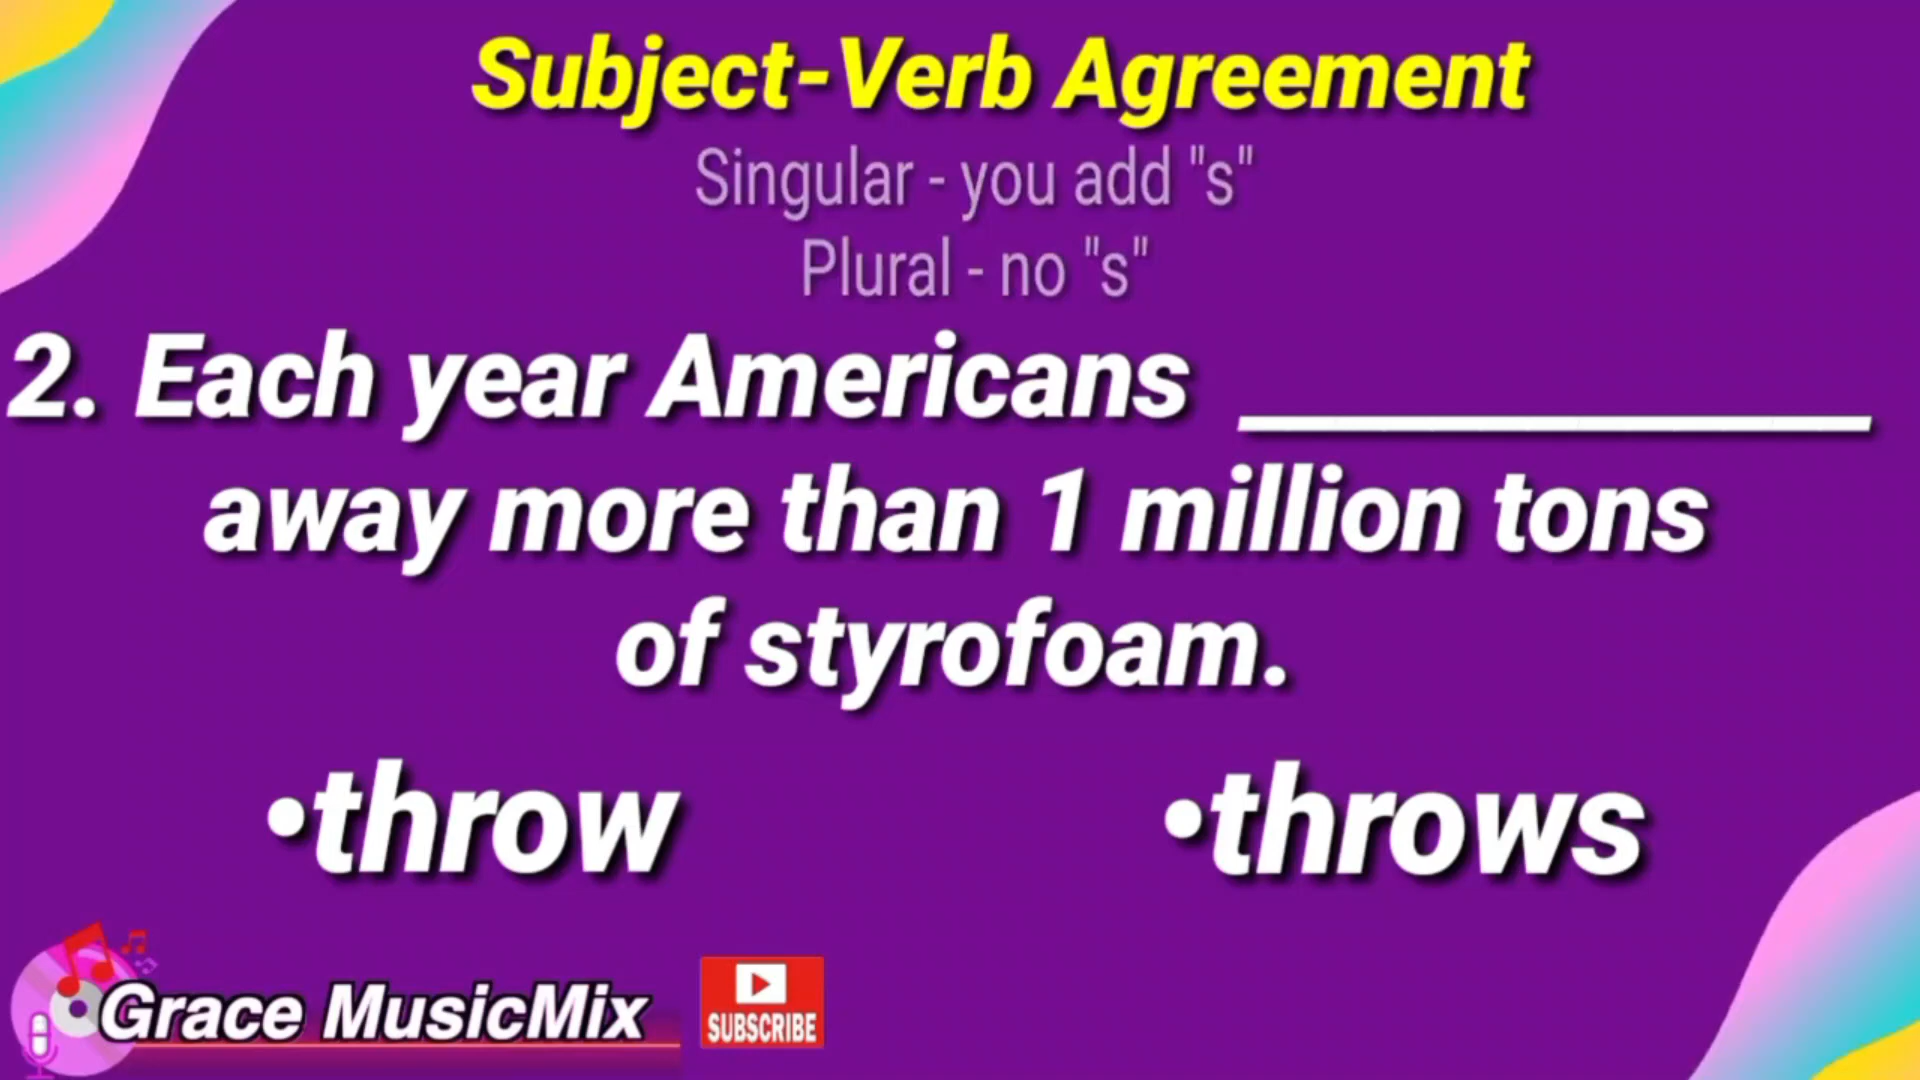 Subject-Verb Agreement
Singular - you add "s"
Plural - no "s"
2. Each year Americans ___________
away more than 1 million tons
of styrofoam.
•throw •throws
Grace MusicMix
SUBSCRIBE